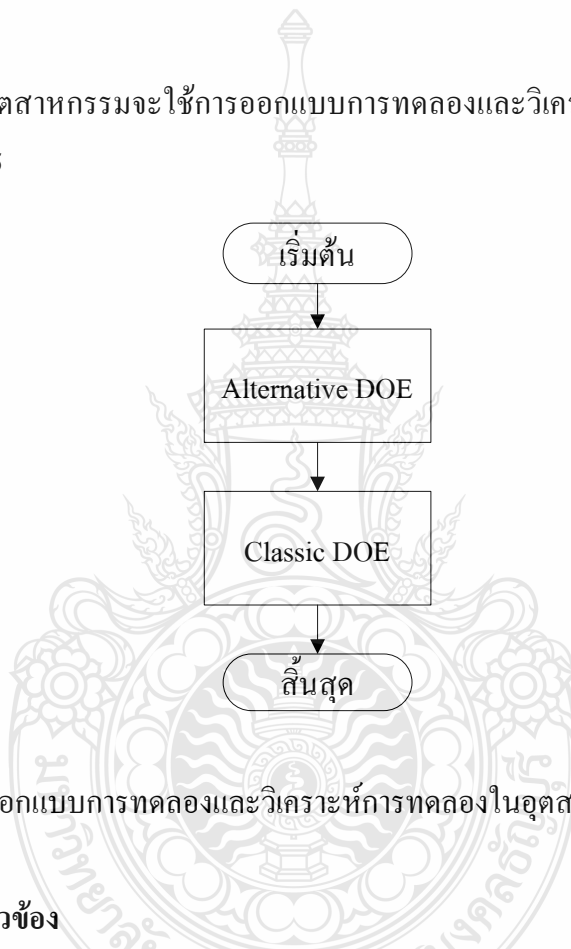 ตสาหกรรมจะใช้การออกแบบการทดลองและวิเคร
เริ่มต้น
Alternative DOE
Classic DOE
สิ้นสุด
อกแบบการทดลองและวิเคราะห์การทดลองในอุตส
วข้อง